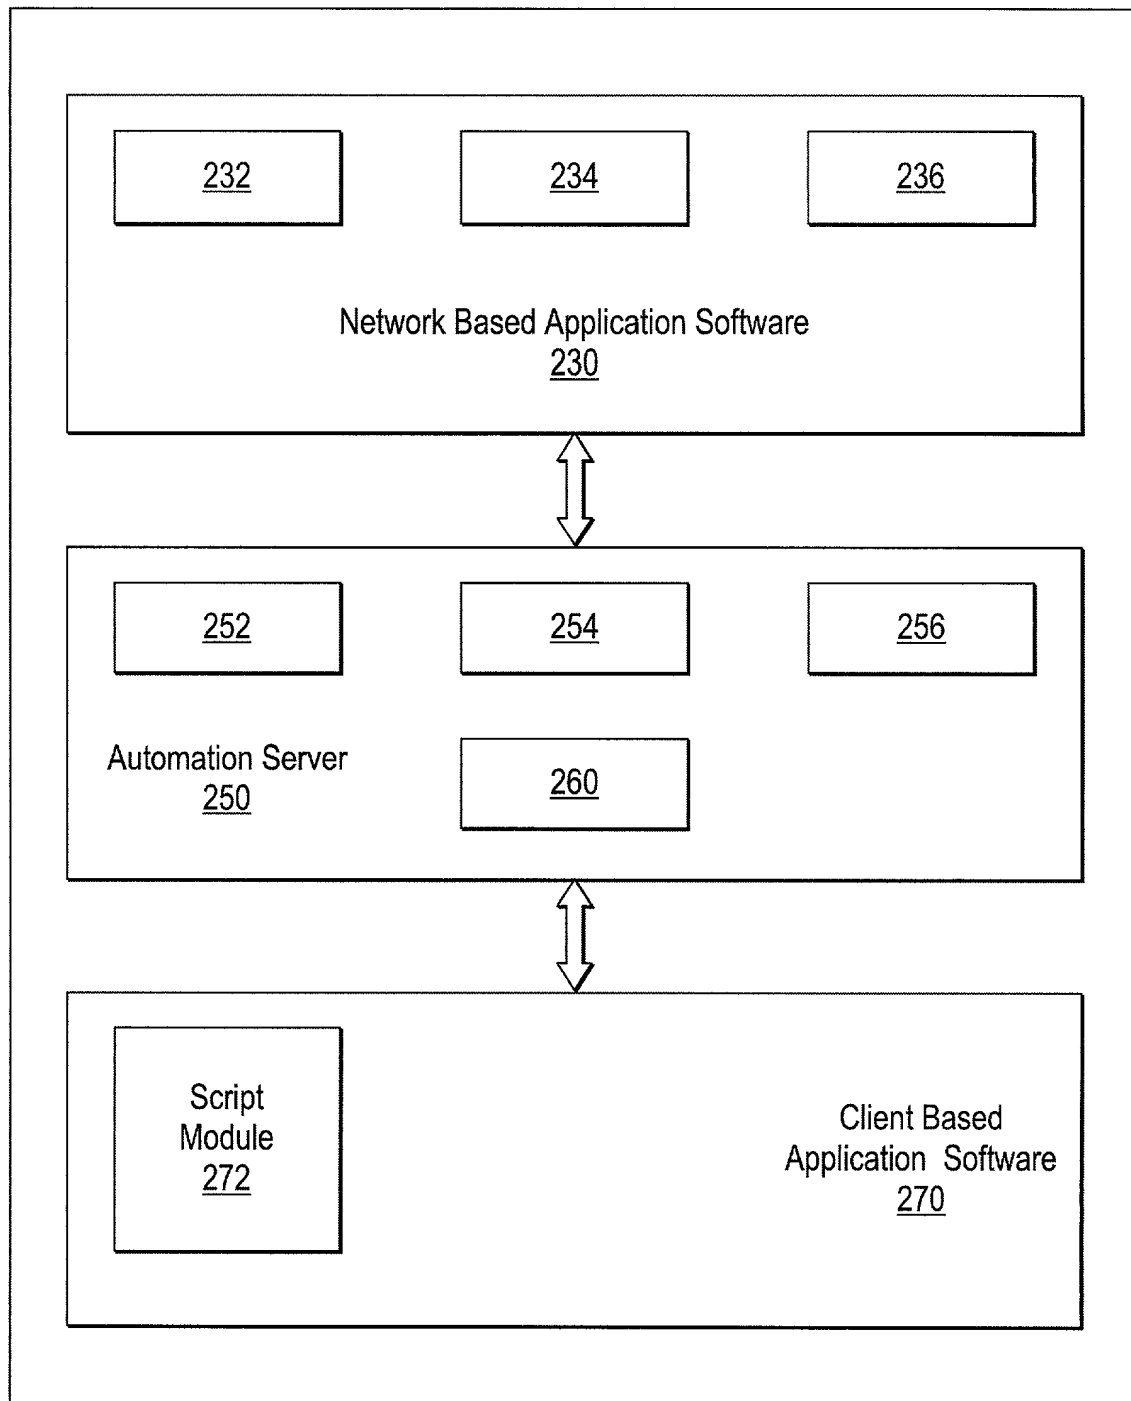 232
234
236
Network Based Application Software
230
252
254
256
Automation Server
250
260
Script
Module
272
Client Based
Application Software
270